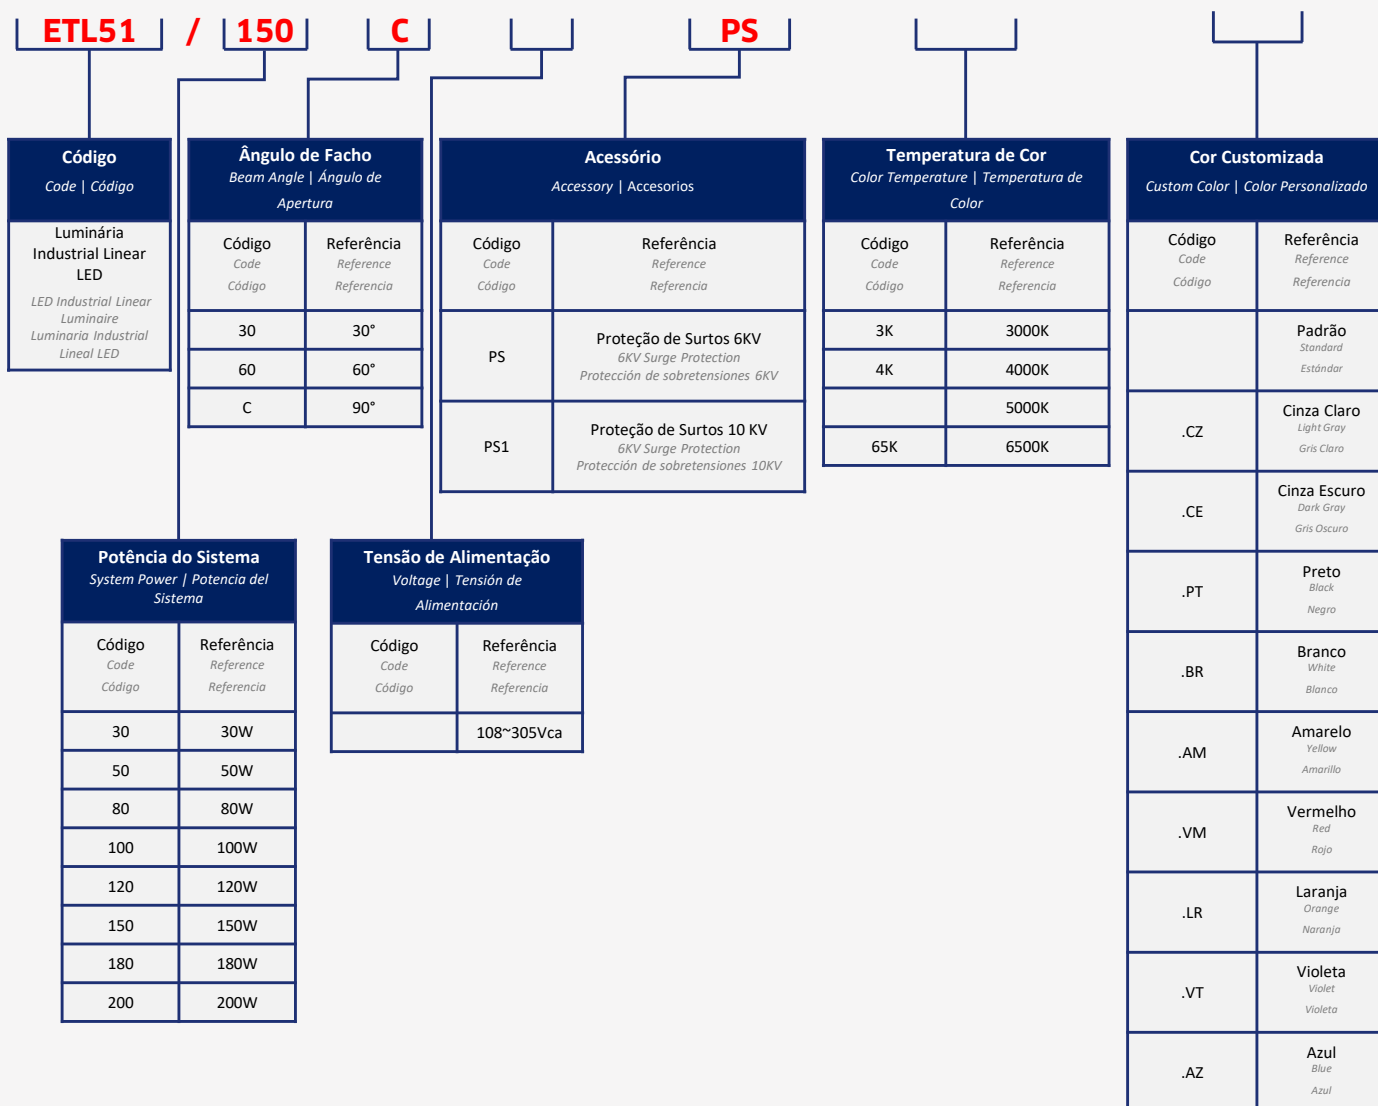 ETL51 / 150 C PS
Código
Code | Código
Luminária
Industrial Linear
LED
LED Industrial Linear
Luminaire
Luminaria Industrial
Lineal LED
Ângulo de Facho
Beam Angle | Ángulo de
Apertura
Código Referência
Code Reference
Código Referencia
30 30°
60 60°
C 90°
Acessório
Accessory | Accesorios
Código Referência
Code Reference
Código Referencia
PS
Proteção de Surtos 6KV
6KV Surge Protection
Protección de sobretensiones 6KV
PS1
Proteção de Surtos 10 KV
6KV Surge Protection
Protección de sobretensiones 10KV
Temperatura de Cor
Color Temperature | Temperatura de
Color
Código Referência
Code Reference
Código Referencia
3K 3000K
4K 4000K
5000K
65K 6500K
Cor Customizada
Custom Color | Color Personalizado
Código Referência
Code Reference
Código Referencia
Padrão
Standard
Estándar
.CZ
Cinza Claro
Light Gray
Gris Claro
.CE
Cinza Escuro
Dark Gray
Gris Oscuro
.PT
Preto
Black
Negro
.BR
Branco
White
Blanco
.AM
Amarelo
Yellow
Amarillo
.VM
Vermelho
Red
Rojo
.LR
Laranja
Orange
Naranja
.VT
Violeta
Violet
Violeta
.AZ
Azul
Blue
Azul
Potência do Sistema
System Power | Potencia del
Sistema
Código Referência
Code Reference
Código Referencia
30 30W
50 50W
80 80W
100 100W
120 120W
150 150W
180 180W
200 200W
Tensão de Alimentação
Voltage | Tensión de
Alimentación
Código Referência
Code Reference
Código Referencia
108~305Vca